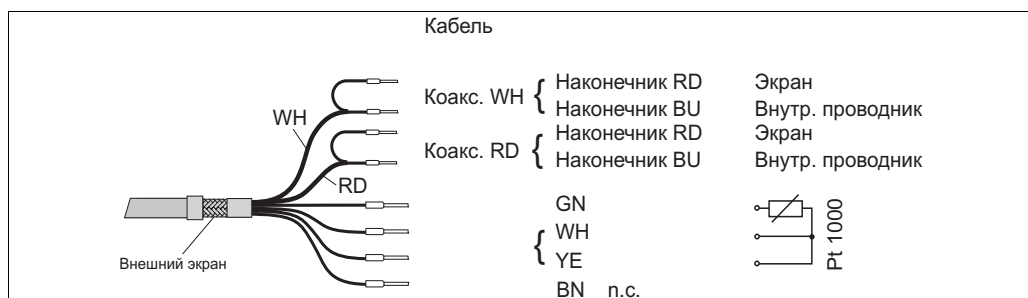 Кабель
Коакс. WH { Наконечник RD Экран
Наконечник BU Внутр. проводник
Коакс. RD { Наконечник RD Экран
Наконечник BU Внутр. проводник
WH
RD
Внешний экран
GN
{ WH
YE
BN n.c.
Pt 1000